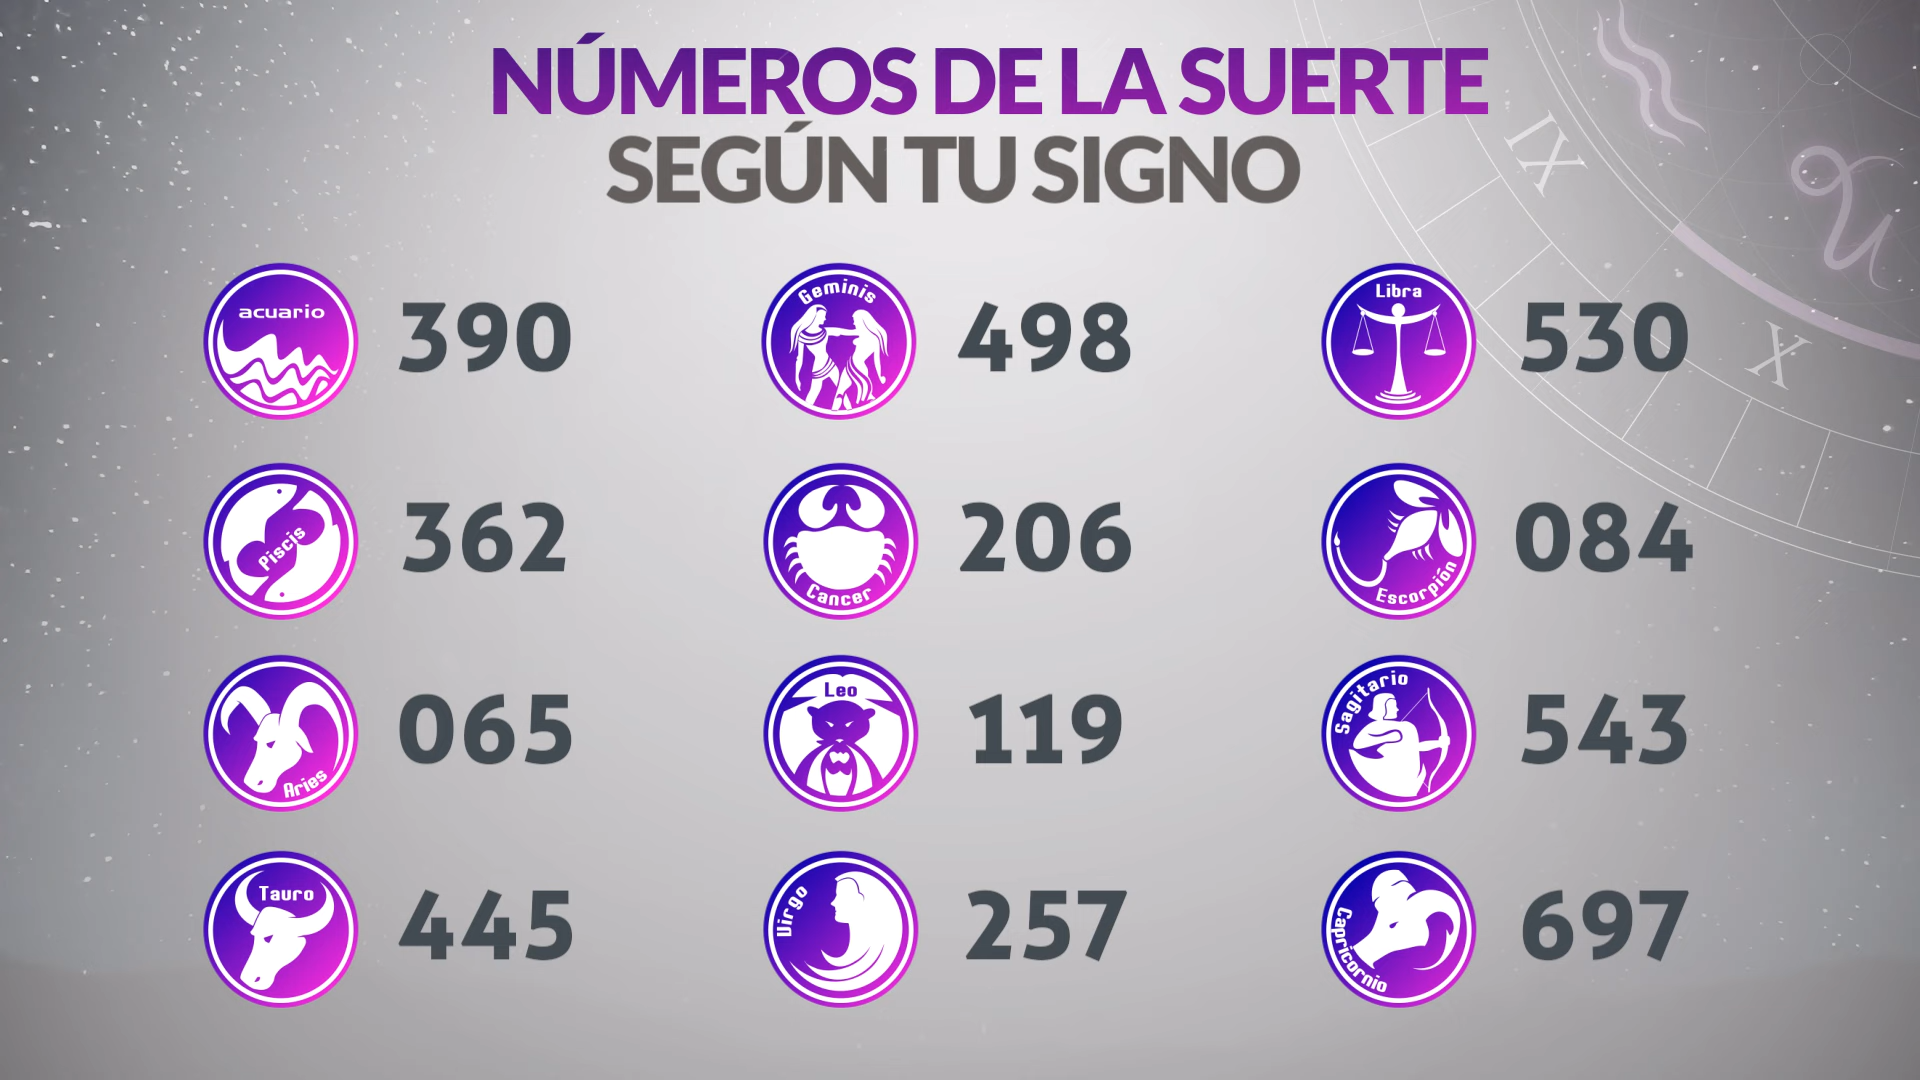 NÚMEROS DE LA SUERTE
SEGÚN TU SIGNO
acuario 390
Geminis 498
Libra 530
Piscis 362
Cancer 206
Escorpión 084
Aries 065
Leo 119
Sagitario 543
Tauro 445
Virgo 257
Capricornio 697
IX
X